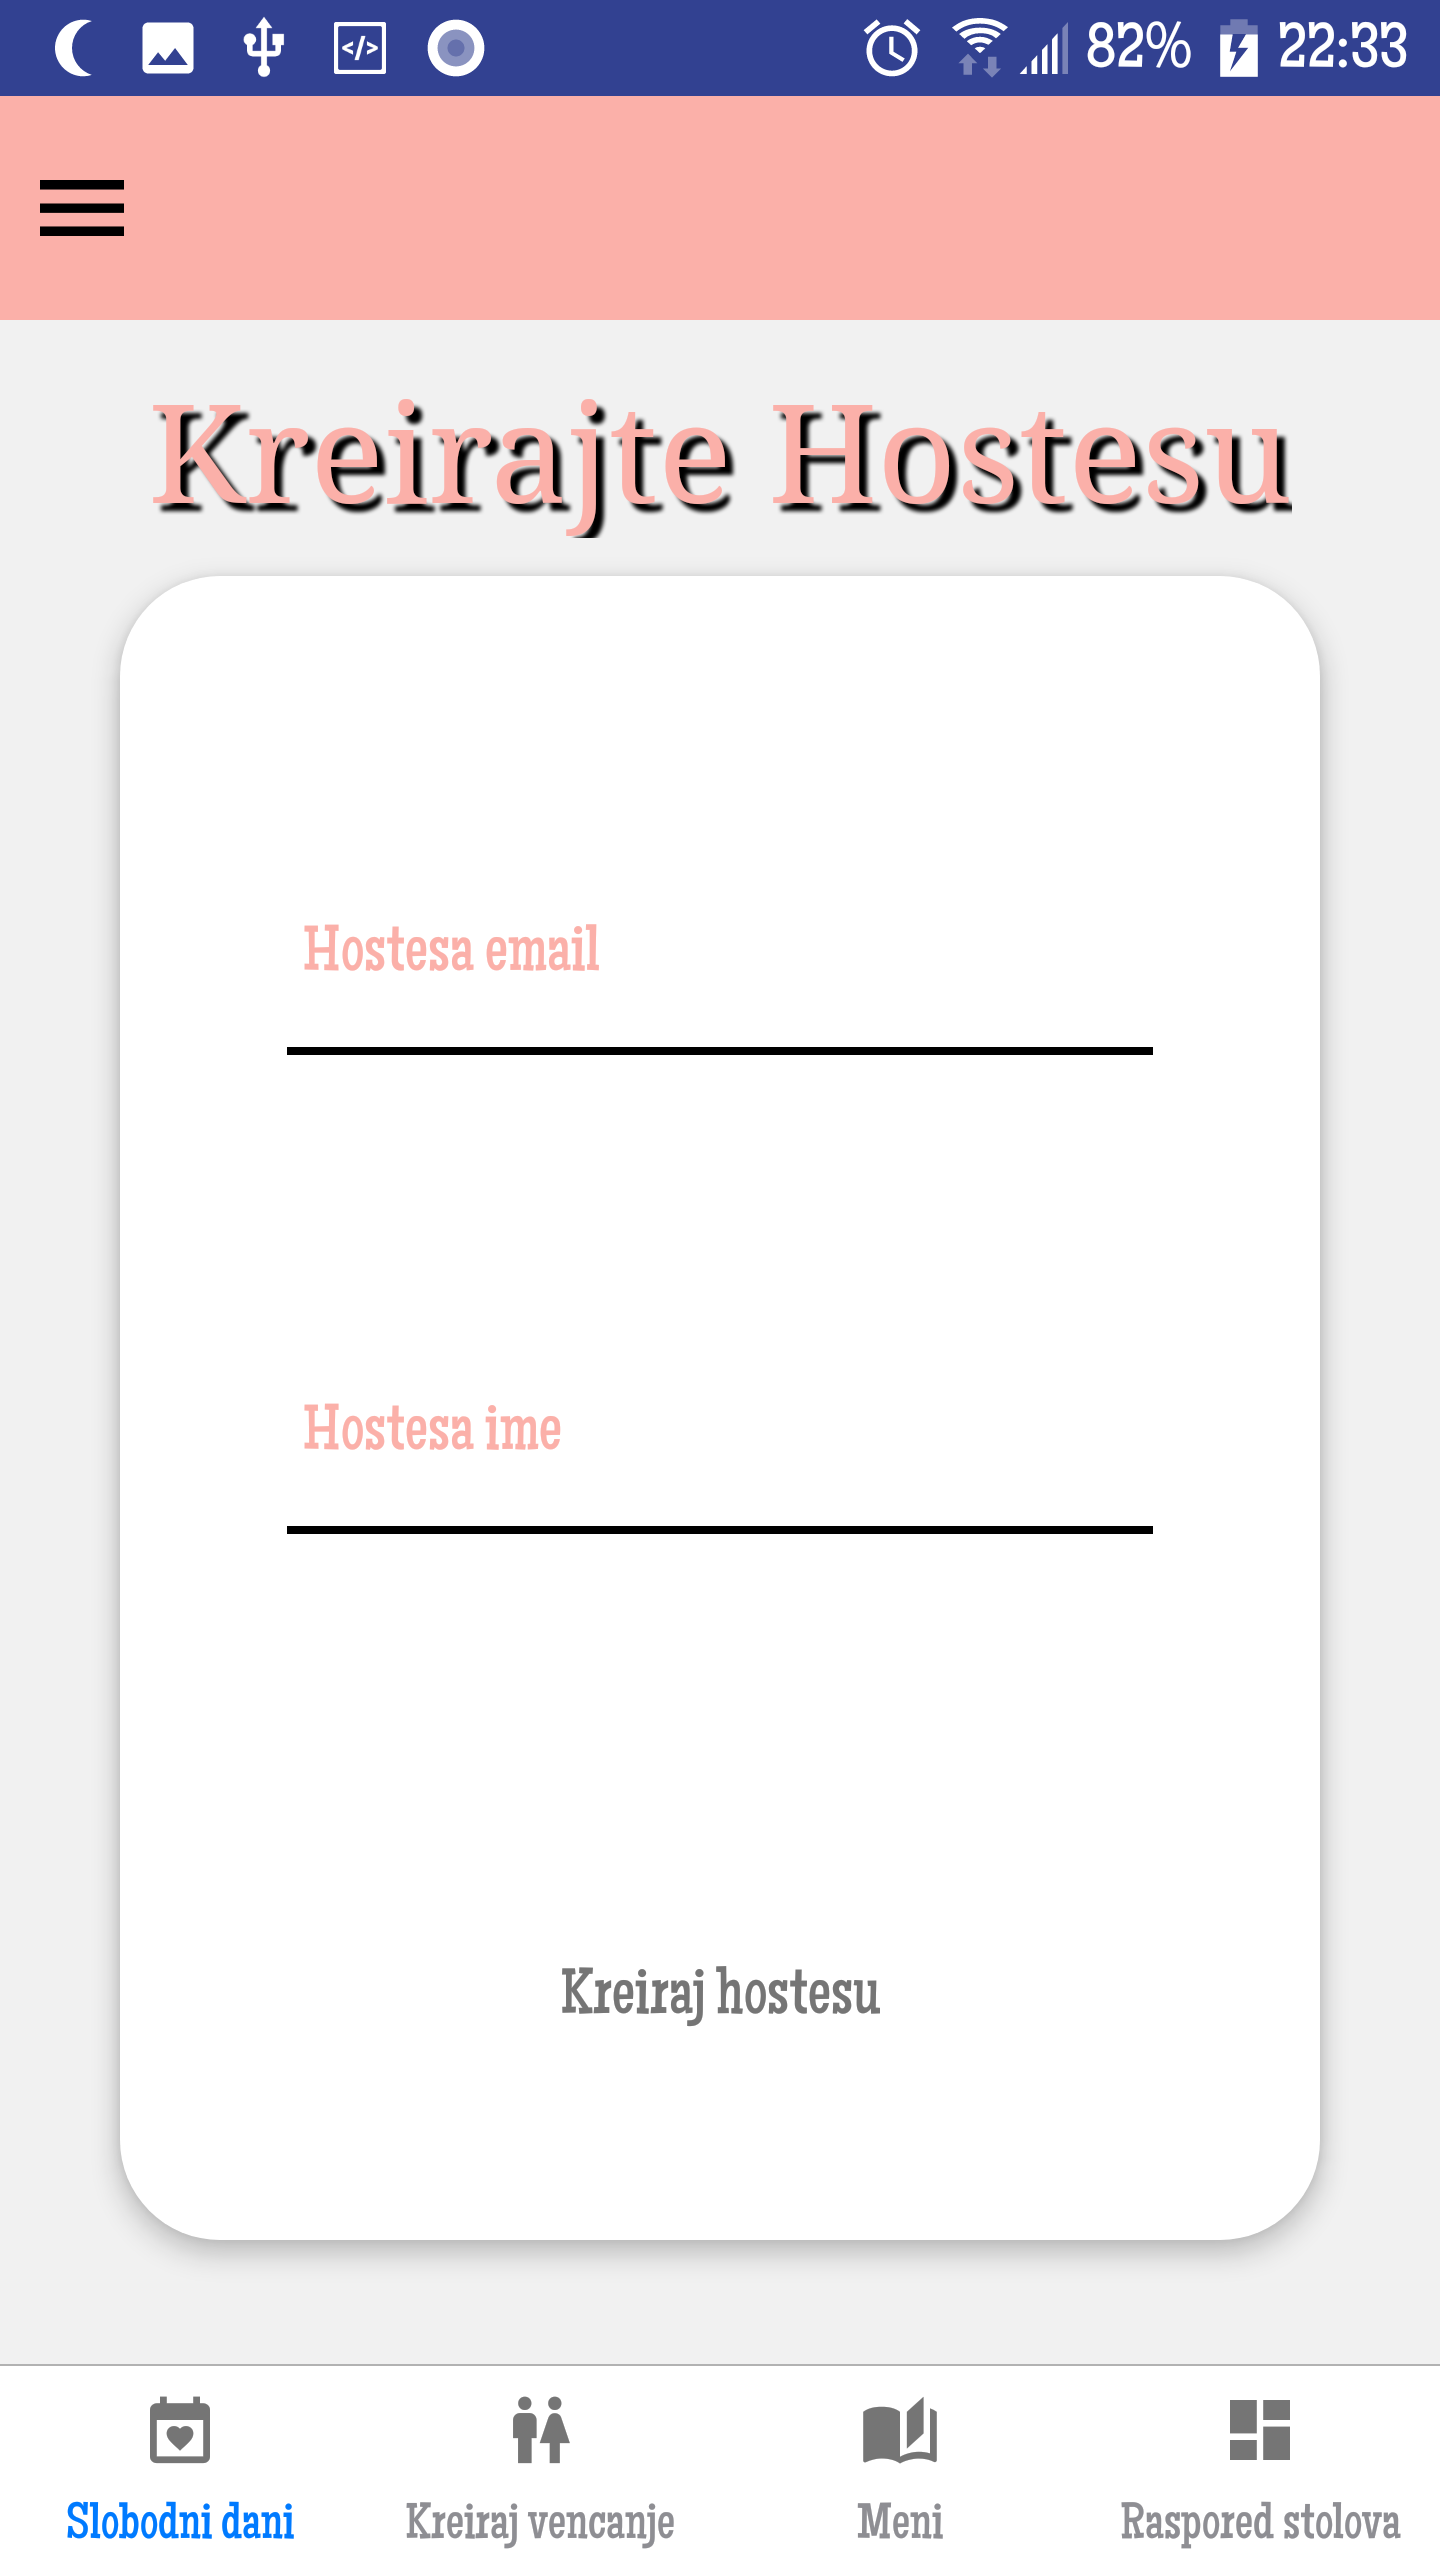 82% 22:33
Kreirajte Hostesu
Hostesa email
Hostesa ime
Kreiraj hostesu
Slobodni dani
Kreiraj vencanje
Meni
Raspored stolova